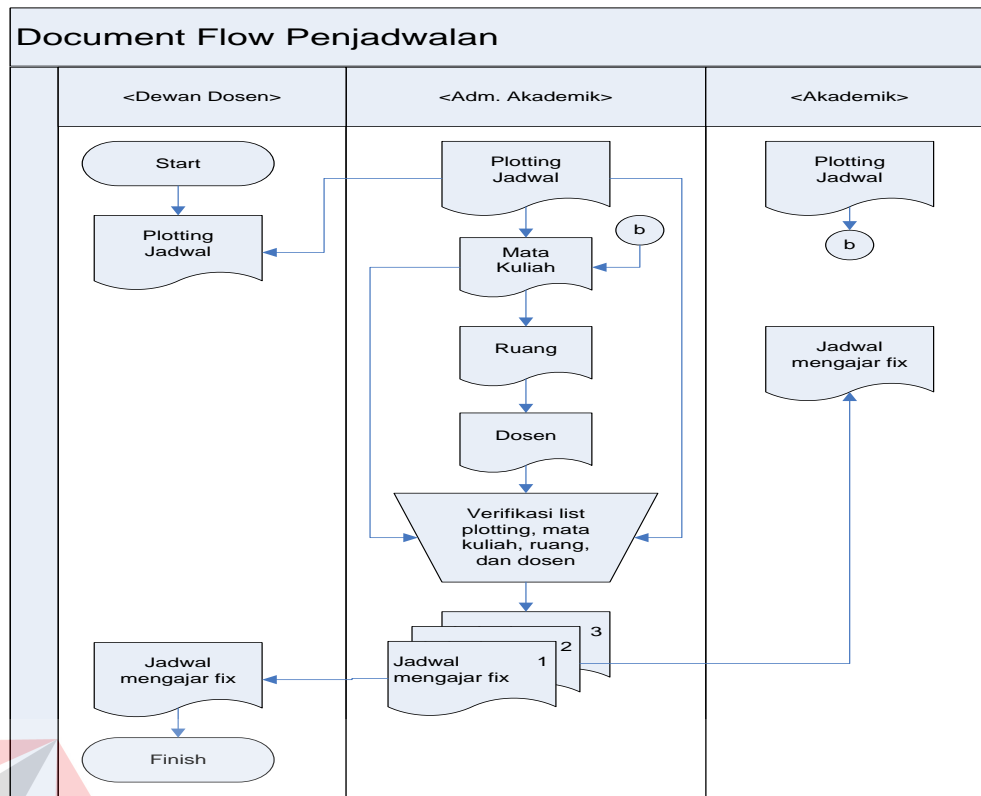 Document Flow Penjadwalan
<Dewan Dosen>
<Adm. Akademik>
<Akademik>
Start
Plotting
Jadwal
Plotting
Jadwal
b
Mata
Kuliah
Ruang
Dosen
Verifikasi list
plotting, mata
kuliah, ruang,
dan dosen
3
2
Jadwal 1
mengajar fix
Plotting
Jadwal
b
Jadwal
mengajar fix
Jadwal
mengajar fix
Finish